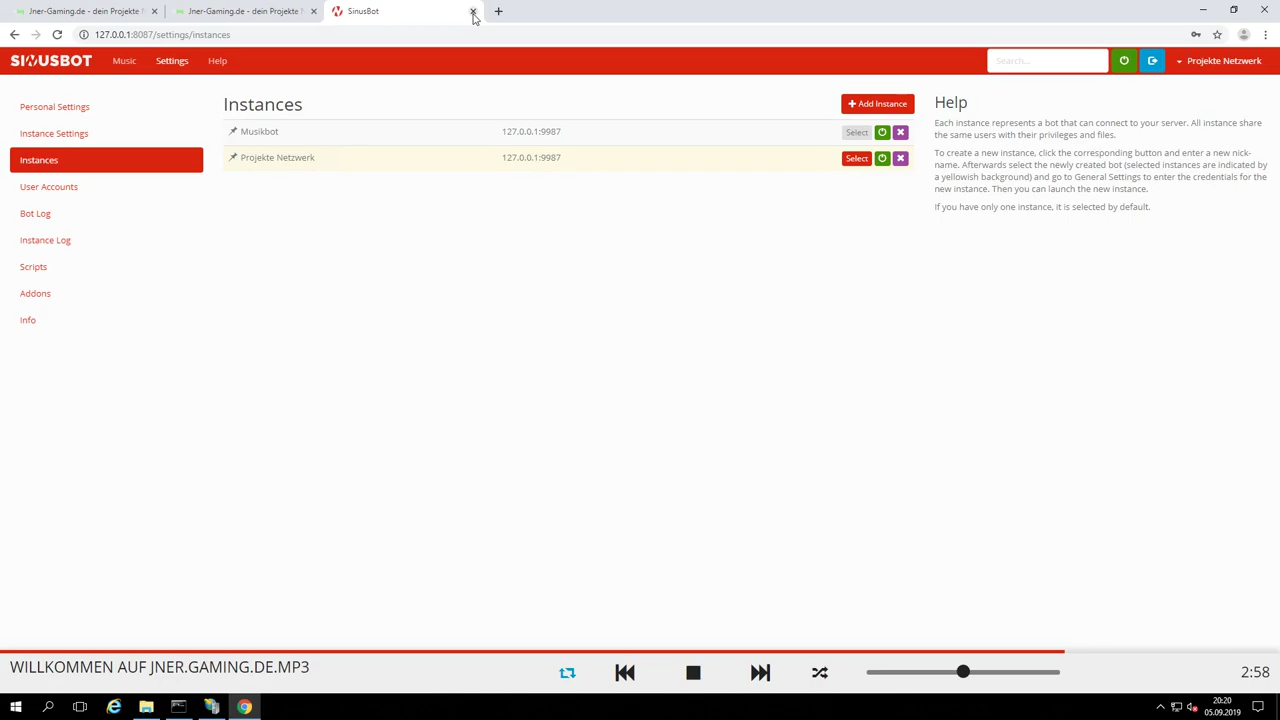 Jner-Gaming.de - dein Projekte N
Jner-Gaming.de - dein Projekte N
SinusBot
127.0.0.1:8087/settings/instances
SINUSBOT
Music
Settings
Help
Search...
Projekte Netzwerk
Personal Settings
Instance Settings
Instances
User Accounts
Bot Log
Instance Log
Scripts
Addons
Info
Instances
Add Instance
Musikbot
127.0.0.1:9987
Select
Projekte Netzwerk
127.0.0.1:9987
Select
Help
Each instance represents a bot that can connect to your server. All instance share
the same users with their privileges and files.
To create a new instance, click the corresponding button and enter a new nick-
name. Afterwards select the newly created bot (selected instances are indicated by
a yellowish background) and go to General Settings to enter the credentials for the
new instance. Then you can launch the new instance.
If you have only one instance, it is selected by default.
WILLKOMMEN AUF JNER.GAMING.DE.MP3
2:58
20:20
05.09.2019